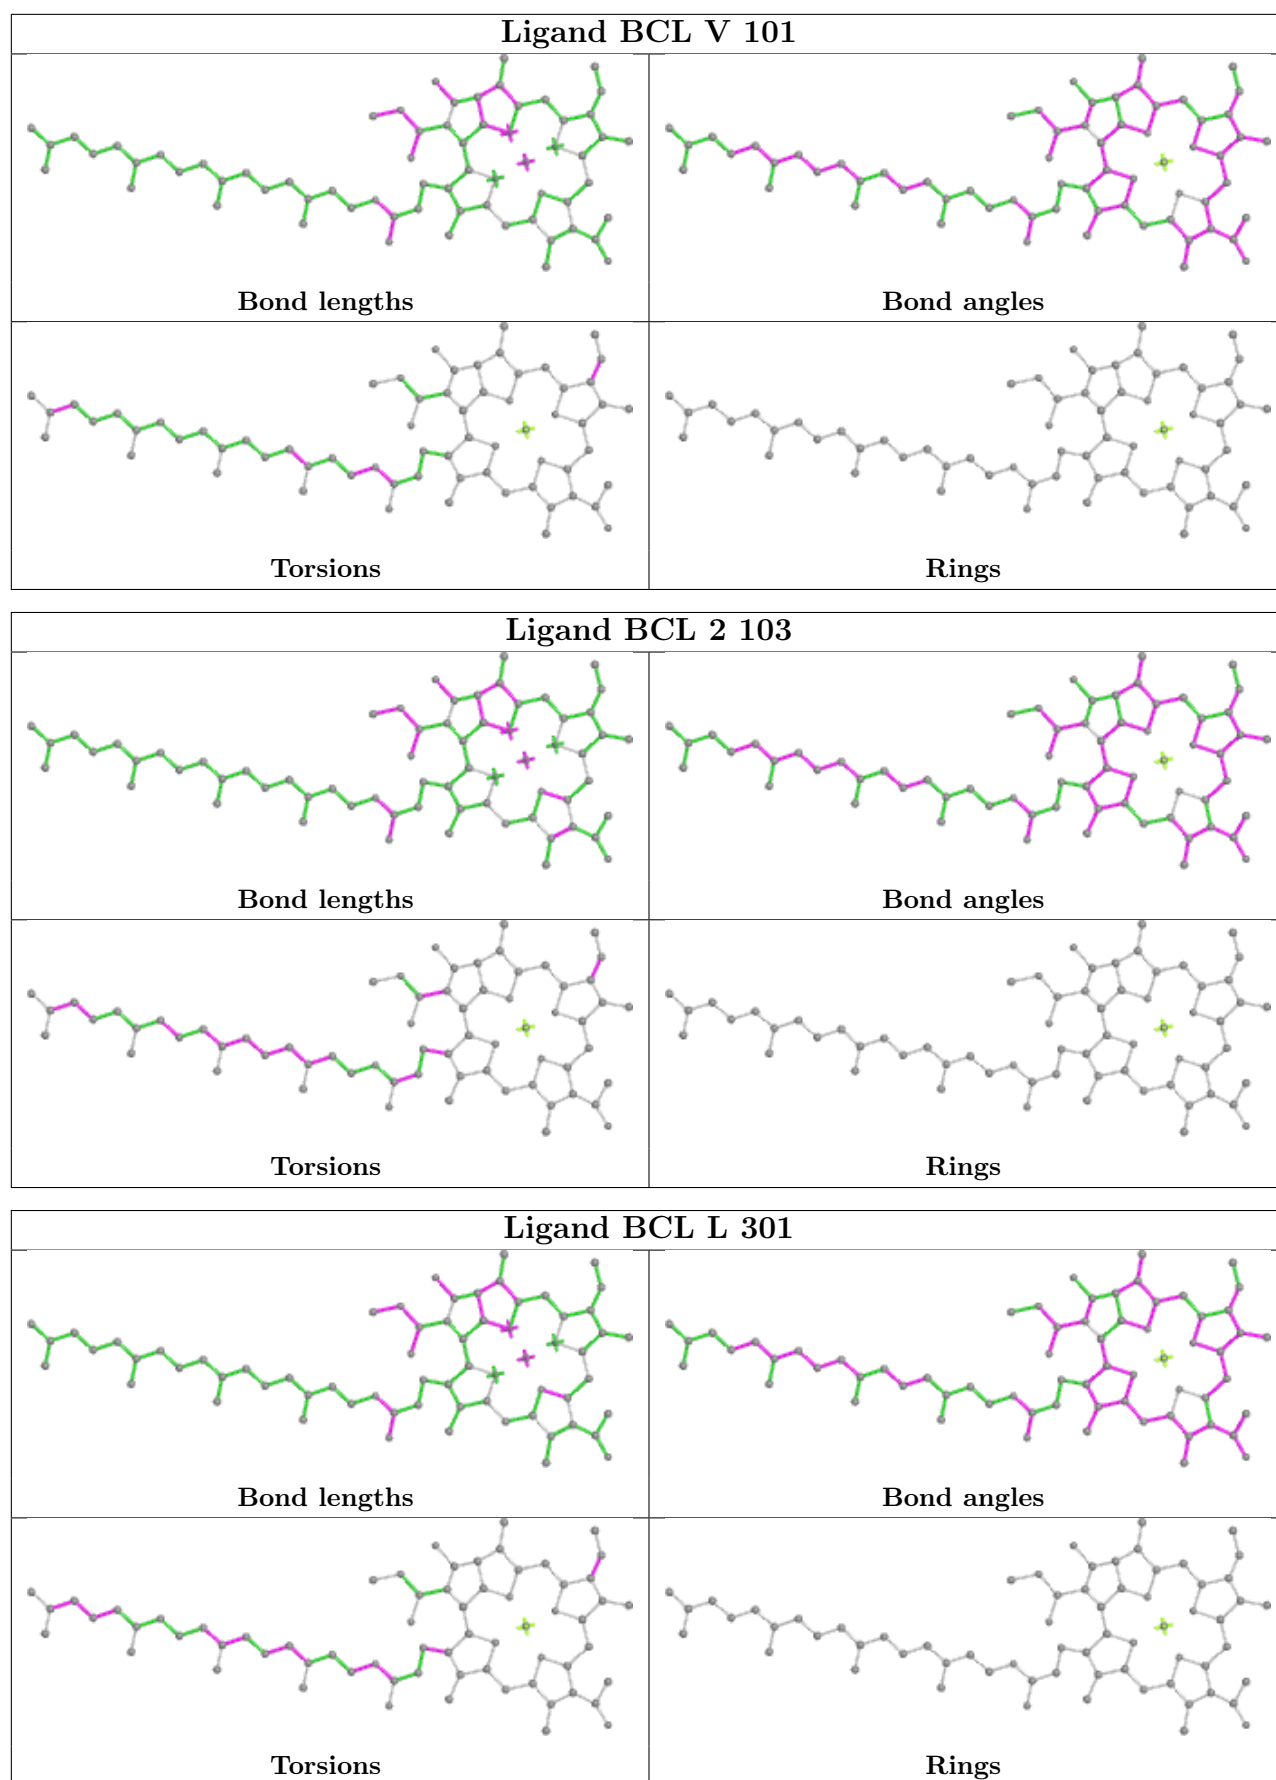 Ligand BCL V 101
Bond lengths
Bond angles
Torsions
Rings
Ligand BCL 2 103
Bond lengths
Bond angles
Torsions
Rings
Ligand BCL L 301
Bond lengths
Bond angles
Torsions
Rings